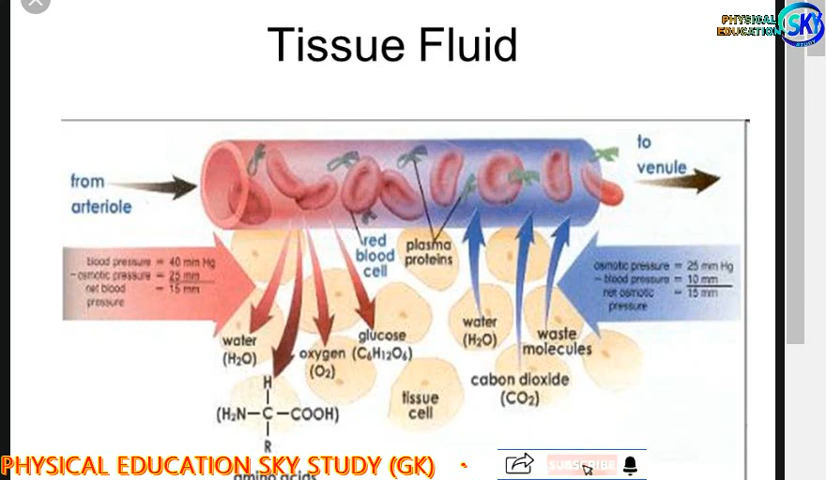 Tissue Fluid
PHYSICAL
EDUCATION
SKY
STUDY
from
arteriole
to
venule
red
blood
cell
plasma
proteins
blood pressure = 40 mm Hg
- osmotic pressure = 25 mm
net blood = 15 mm
pressure
osmotic pressure = 25 mm Hg
- blood pressure = 10 mm
net osmotic = 15 mm
pressure
water
(H2O)
oxygen
(O2)
glucose
(C6H12O6)
water
(H2O)
waste
molecules
cabon dioxide
(CO2)
tissue
cell
H
(H2N-C-COOH)
R
amino acids
PHYSICAL EDUCATION SKY STUDY (GK)
SUBSCRIBE